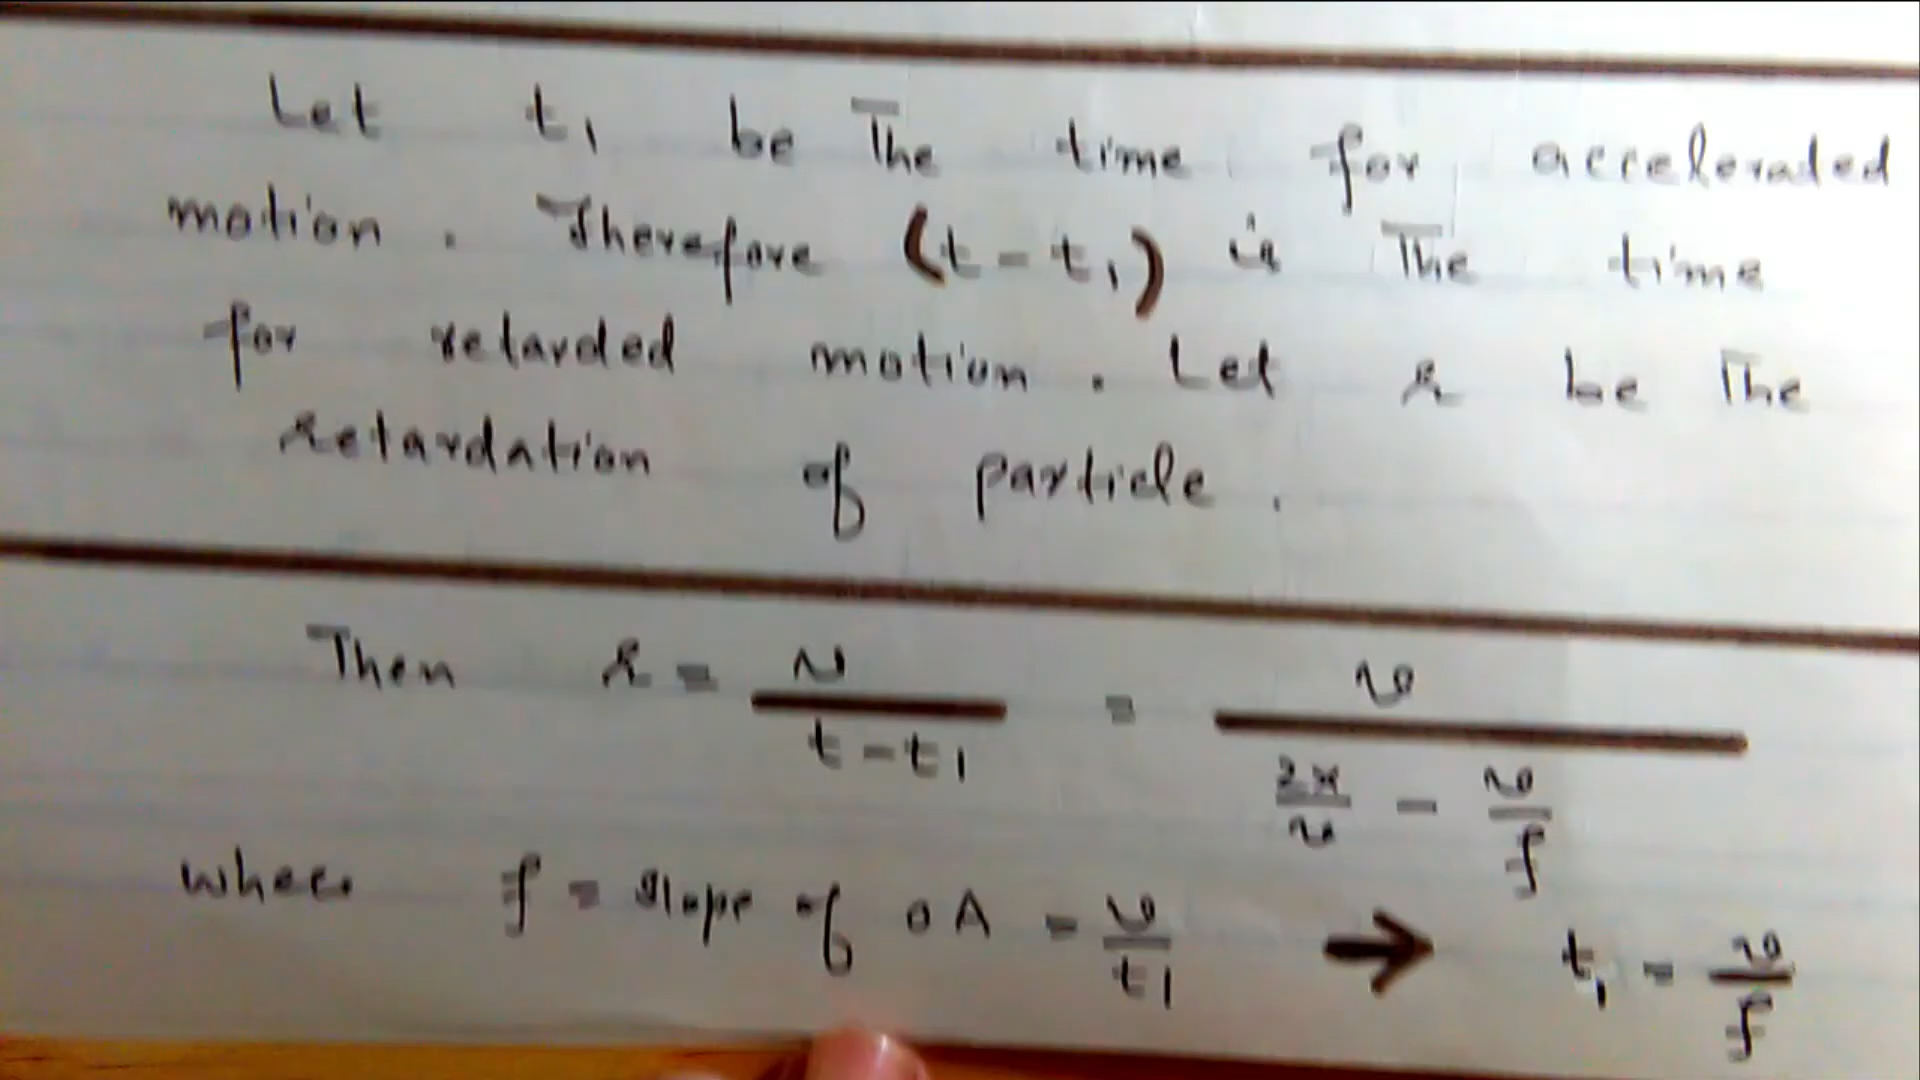 Let t₁ be The time for accelerated
motion. Therefore (t - t₁) is The time
for retarded motion. Let r be The
retardation of particle.
Then r = v / (t - t₁) = v / (2x/v - v/f)
where f = slope of OA = v/t₁ → t₁ = v/f